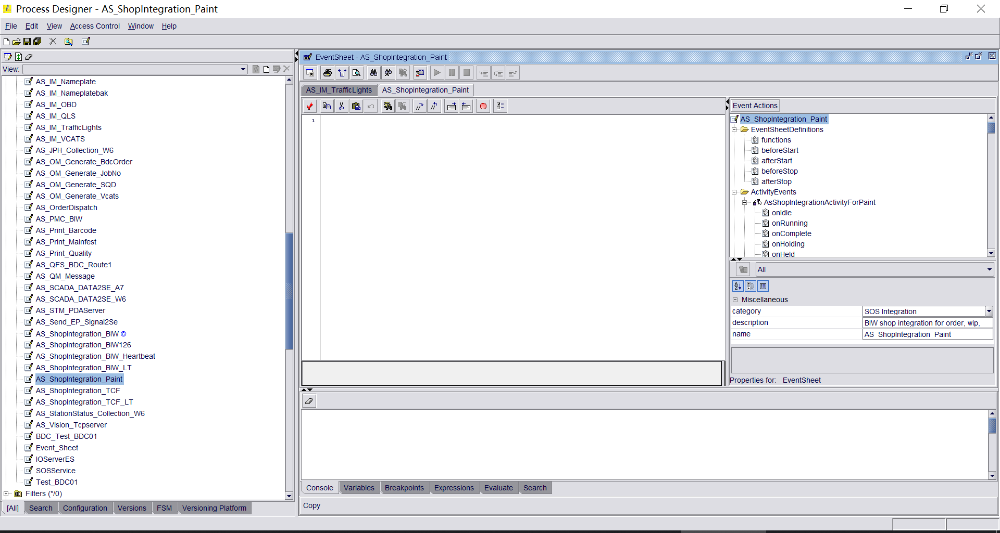 Process Designer - AS_ShopIntegration_Paint
File Edit View Access Control Window Help
View:
AS_IM_Nameplate
AS_IM_Nameplatebak
AS_IM_OBD
AS_IM_QLS
AS_IM_TrafficLights
AS_IM_VCATS
AS_JPH_Collection_W6
AS_OM_Generate_BdcOrder
AS_OM_Generate_JobNo
AS_OM_Generate_SQD
AS_OM_Generate_Vcats
AS_OrderDispatch
AS_PMC_BIW
AS_Print_Barcode
AS_Print_Mainfest
AS_Print_Quality
AS_QFS_BDC_Route1
AS_QM_Message
AS_SCADA_DATA2SE_A7
AS_SCADA_DATA2SE_W6
AS_STM_PDAServer
AS_Send_EP_Signal2Se
AS_ShopIntegration_BIW ©
AS_ShopIntegration_BIW126
AS_ShopIntegration_BIW_Heartbeat
AS_ShopIntegration_BIW_LT
AS_ShopIntegration_Paint
AS_ShopIntegration_TCF
AS_ShopIntegration_TCF_LT
AS_StationStatus_Collection_W6
AS_Vision_Tcpserver
BDC_Test_BDC01
Event_Sheet
IOServerES
SOSService
Test_BDC01
Filters (*/0)
[All] Search Configuration Versions FSM Versioning Platform
EventSheet - AS_ShopIntegration_Paint
AS_IM_TrafficLights AS_ShopIntegration_Paint
1
Event Actions
AS_ShopIntegration_Paint
EventSheetDefinitions
functions
beforeStart
afterStart
beforeStop
afterStop
ActivityEvents
AsShopIntegrationActivityForPaint
onIdle
onRunning
onComplete
onHolding
onHeld
All
Miscellaneous
category SOS Integration
description BIW shop integration for order, wip,
name AS_ShopIntegration_Paint
Properties for: EventSheet
Console Variables Breakpoints Expressions Evaluate Search
Copy